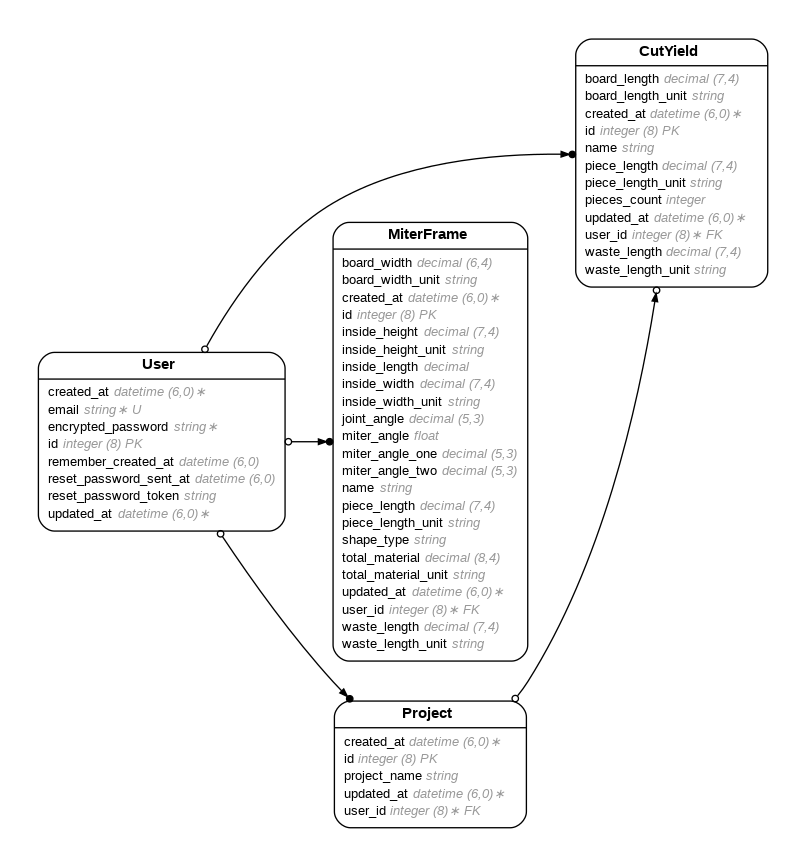 CutYield
board_length decimal (7,4)
board_length_unit string
created_at datetime (6,0)∗
id integer (8) PK
name string
piece_length decimal (7,4)
piece_length_unit string
pieces_count integer
updated_at datetime (6,0)∗
user_id integer (8)∗ FK
waste_length decimal (7,4)
waste_length_unit string
MiterFrame
board_width decimal (6,4)
board_width_unit string
created_at datetime (6,0)∗
id integer (8) PK
inside_height decimal (7,4)
inside_height_unit string
inside_length decimal
inside_width decimal (7,4)
inside_width_unit string
joint_angle decimal (5,3)
miter_angle float
miter_angle_one decimal (5,3)
miter_angle_two decimal (5,3)
name string
piece_length decimal (7,4)
piece_length_unit string
shape_type string
total_material decimal (8,4)
total_material_unit string
updated_at datetime (6,0)∗
user_id integer (8)∗ FK
waste_length decimal (7,4)
waste_length_unit string
User
created_at datetime (6,0)∗
email string∗ U
encrypted_password string∗
id integer (8) PK
remember_created_at datetime (6,0)
reset_password_sent_at datetime (6,0)
reset_password_token string
updated_at datetime (6,0)∗
Project
created_at datetime (6,0)∗
id integer (8) PK
project_name string
updated_at datetime (6,0)∗
user_id integer (8)∗ FK